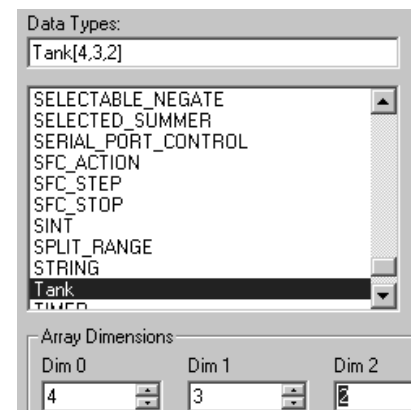 Data Types:
Tank[4,3,2]
SELECTABLE_NEGATE
SELECTED_SUMMER
SERIAL_PORT_CONTROL
SFC_ACTION
SFC_STEP
SFC_STOP
SINT
SPLIT_RANGE
STRING
Tank
TIMER
Array Dimensions
Dim 0 Dim 1 Dim 2
4 3 2